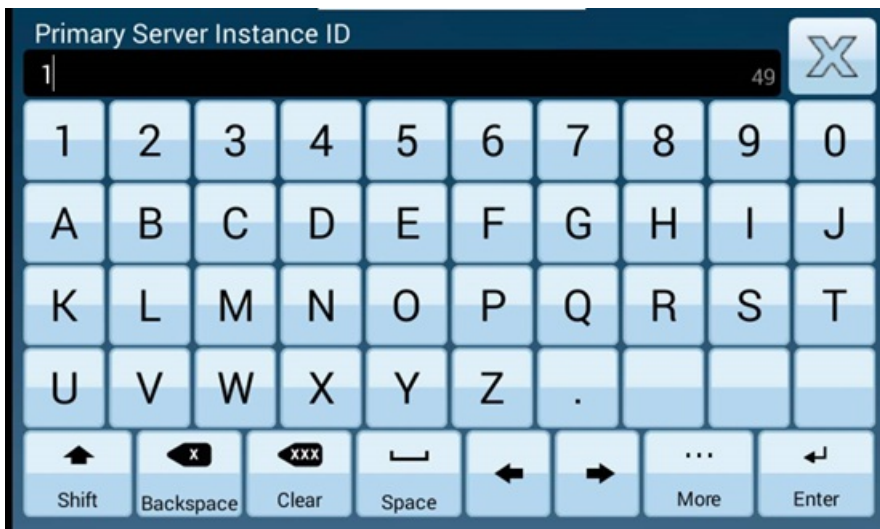 Primary Server Instance ID
1 49
1 2 3 4 5 6 7 8 9 0
A B C D E F G H I J
K L M N O P Q R S T
U V W X Y Z .
X XXX ...
Shift Backspace Clear Space More Enter